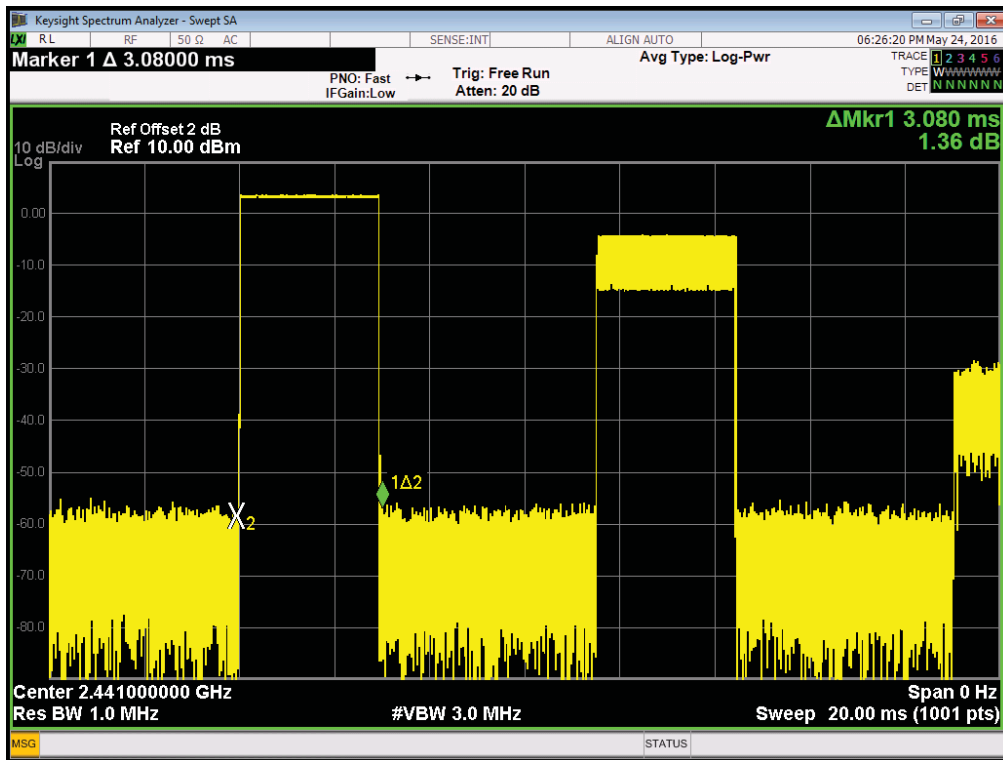 Keysight Spectrum Analyzer - Swept SA
LXI RL RF 50 Ω AC SENSE:INT ALIGN AUTO 06:26:20 PM May 24, 2016
Marker 1 Δ 3.08000 ms
PNO: Fast
IFGain:Low
Trig: Free Run
Atten: 20 dB
Avg Type: Log-Pwr
TRACE 1 2 3 4 5 6
TYPE WWWWWW
DET N N N N N N
ΔMkr1 3.080 ms
1.36 dB
Ref Offset 2 dB
10 dB/div Ref 10.00 dBm
Log
0.00
-10.0
-20.0
-30.0
-40.0
-50.0
1Δ2
-60.0
2
-70.0
-80.0
Center 2.441000000 GHz Span 0 Hz
Res BW 1.0 MHz #VBW 3.0 MHz Sweep 20.00 ms (1001 pts)
MSG STATUS